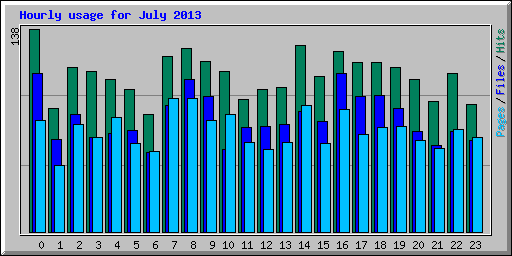 Hourly usage for July 2013
138
Pages / Files / Hits
0 1 2 3 4 5 6 7 8 9 10 11 12 13 14 15 16 17 18 19 20 21 22 23